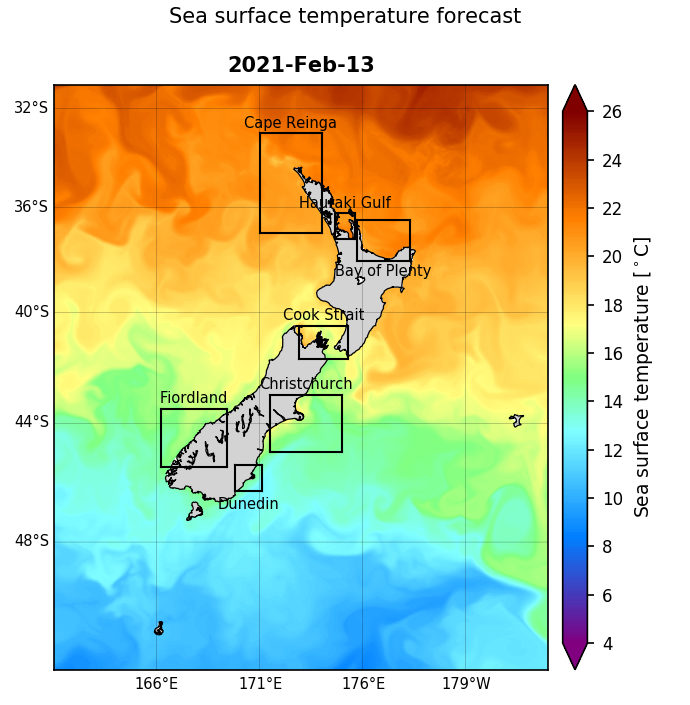 Sea surface temperature forecast
2021-Feb-13
32°S
36°S
40°S
44°S
48°S
166°E
171°E
176°E
179°W
Cape Reinga
Hauraki Gulf
Bay of Plenty
Cook Strait
Christchurch
Fiordland
Dunedin
26
24
22
20
18
16
14
12
10
8
6
4
Sea surface temperature [°C]